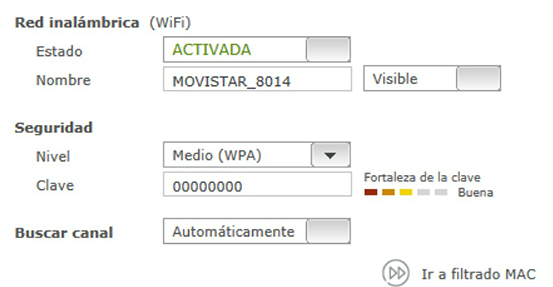 Red inalámbrica (WiFi)
Estado ACTIVADA
Nombre MOVISTAR_8014 Visible
Seguridad
Nivel Medio (WPA)
Fortaleza de la clave
Clave 00000000 Buena
Buscar canal Automáticamente
Ir a filtrado MAC